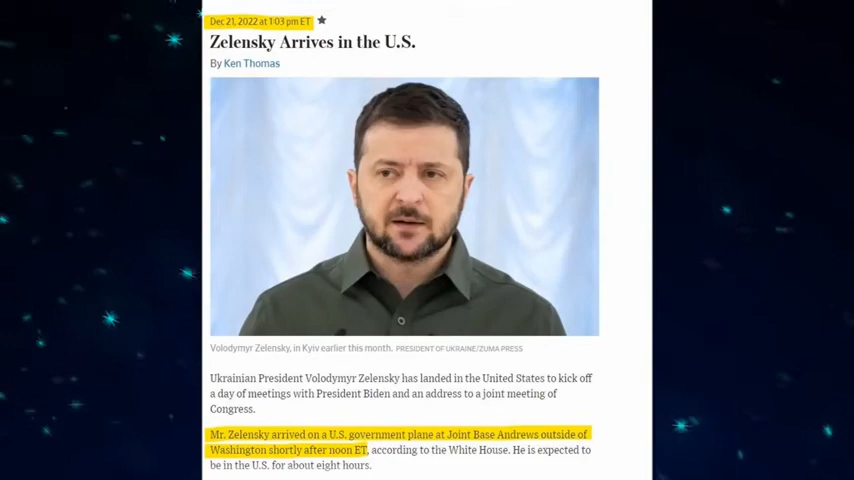 Dec 21, 2022 at 1:03 pm ET
Zelensky Arrives in the U.S.
By Ken Thomas
Volodymyr Zelensky, in Kyiv earlier this month. PRESIDENT OF UKRAINE/ZUMA PRESS
Ukrainian President Volodymyr Zelensky has landed in the United States to kick off
a day of meetings with President Biden and an address to a joint meeting of
Congress.
Mr. Zelensky arrived on a U.S. government plane at Joint Base Andrews outside of
Washington shortly after noon ET, according to the White House. He is expected to
be in the U.S. for about eight hours.